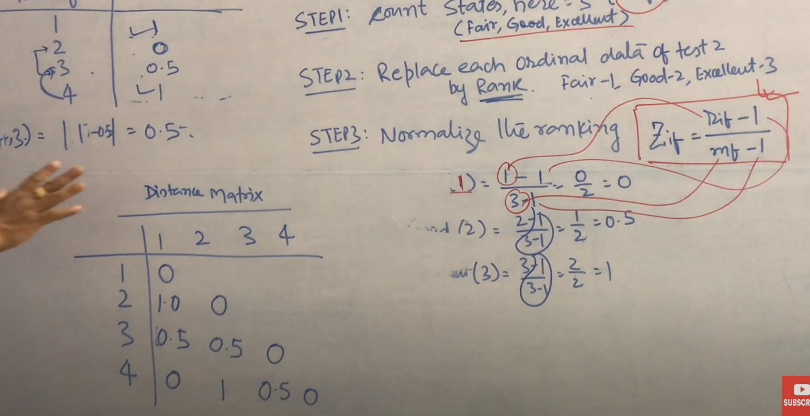 STEP1: Count States, here = 3
(Fair, Good, Excellent)
1 1
2 0
3 0.5
4 1
STEP2: Replace each ordinal data of test 2
by Rank. Fair-1, Good-2, Excellent-3
3) = |1-0.5| = 0.5
STEP3: Normalize the ranking Zif = rif - 1 / mf - 1
1) = 1-1 / 3-1 = 0/2 = 0
(2) = 2-1 / 3-1 = 1/2 = 0.5
(3) = 3-1 / 3-1 = 2/2 = 1
Distance Matrix
1 2 3 4
1 0
2 1.0 0
3 0.5 0.5 0
4 0 1 0.5 0
SUBSCR